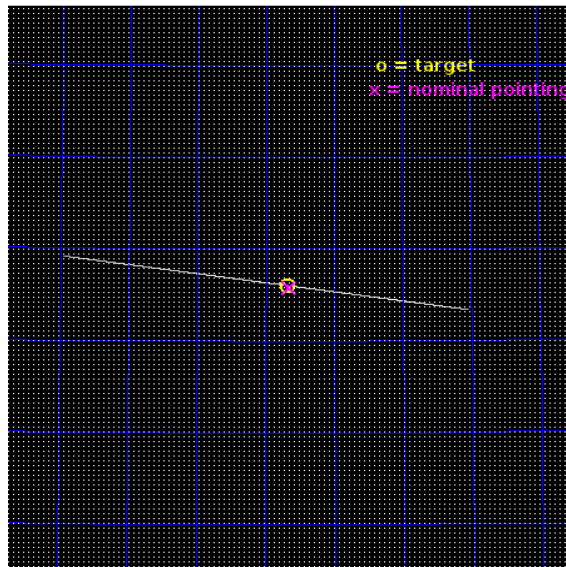 o = target
x = nominal pointing